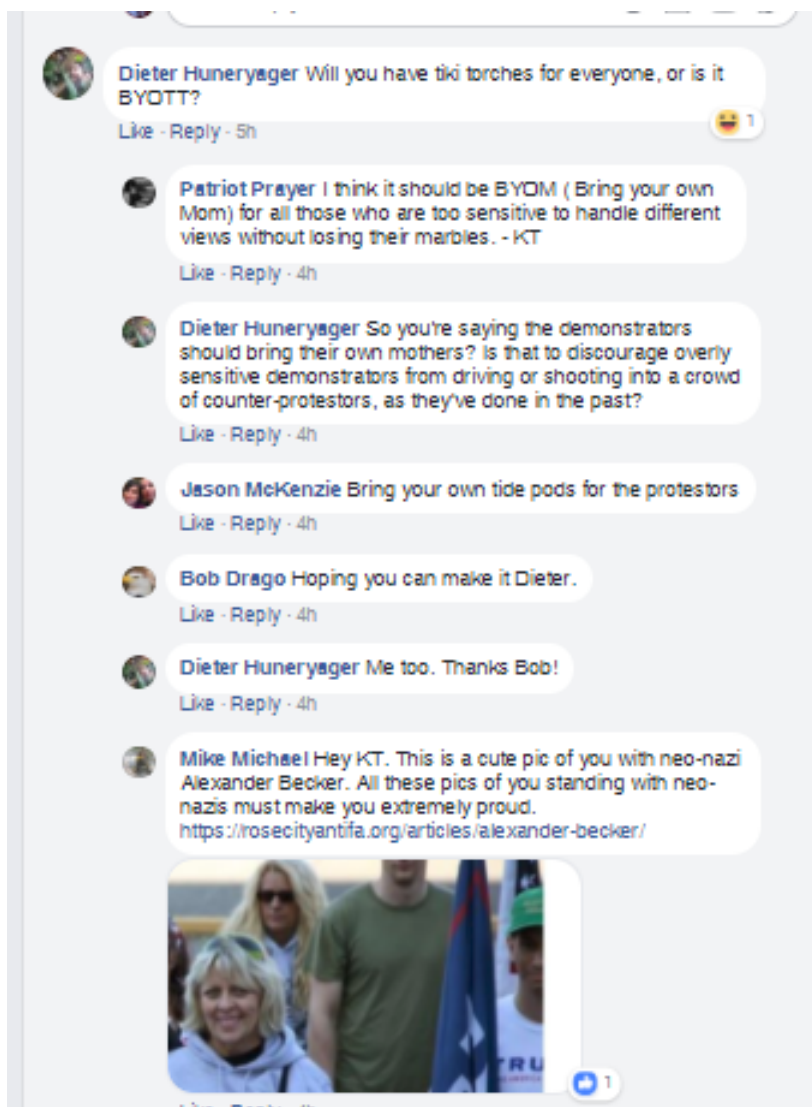 Dieter Huneryager Will you have tiki torches for everyone, or is it
BYOTT?
1
Like · Reply · 5h
Patriot Prayer I think it should be BYOM ( Bring your own
Mom) for all those who are too sensitive to handle different
views without losing their marbles. - KT
Like · Reply · 4h
Dieter Huneryager So you're saying the demonstrators
should bring their own mothers? Is that to discourage overly
sensitive demonstrators from driving or shooting into a crowd
of counter-protestors, as they've done in the past?
Like · Reply · 4h
Jason McKenzie Bring your own tide pods for the protestors
Like · Reply · 4h
Bob Drago Hoping you can make it Dieter.
Like · Reply · 4h
Dieter Huneryager Me too. Thanks Bob!
Like · Reply · 4h
Mike Michael Hey KT. This is a cute pic of you with neo-nazi
Alexander Becker. All these pics of you standing with neo-
nazis must make you extremely proud.
https://rosecityantifa.org/articles/alexander-becker/
TRU
1